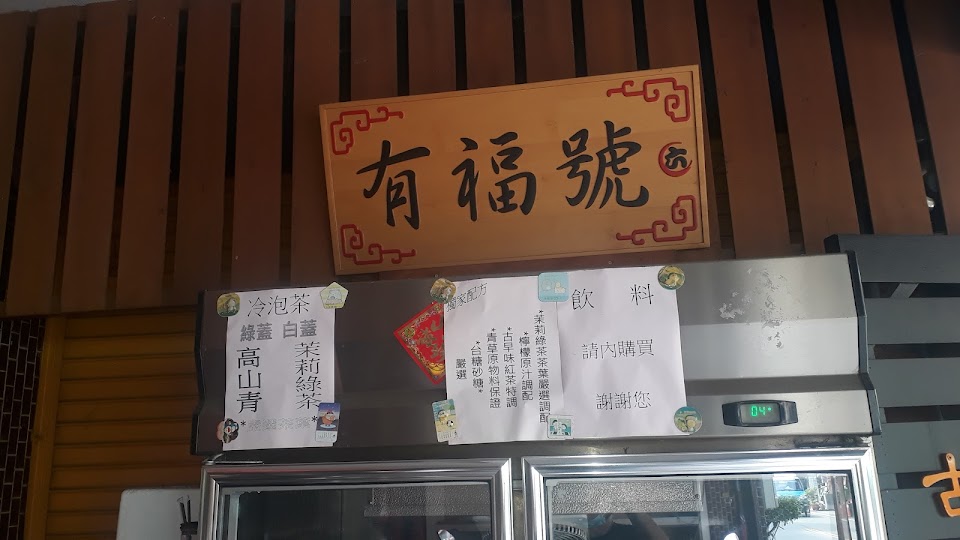 有福號
冷泡茶
綠蓋 白蓋
高山青
茉莉綠茶
獨家配方
*茉莉綠茶茶葉嚴選調配
*檸檬原汁調配
*古早味紅茶特調
*青草原物料保證
*台糖砂糖*
嚴選
飲 料
請內購買
謝謝您
04
古